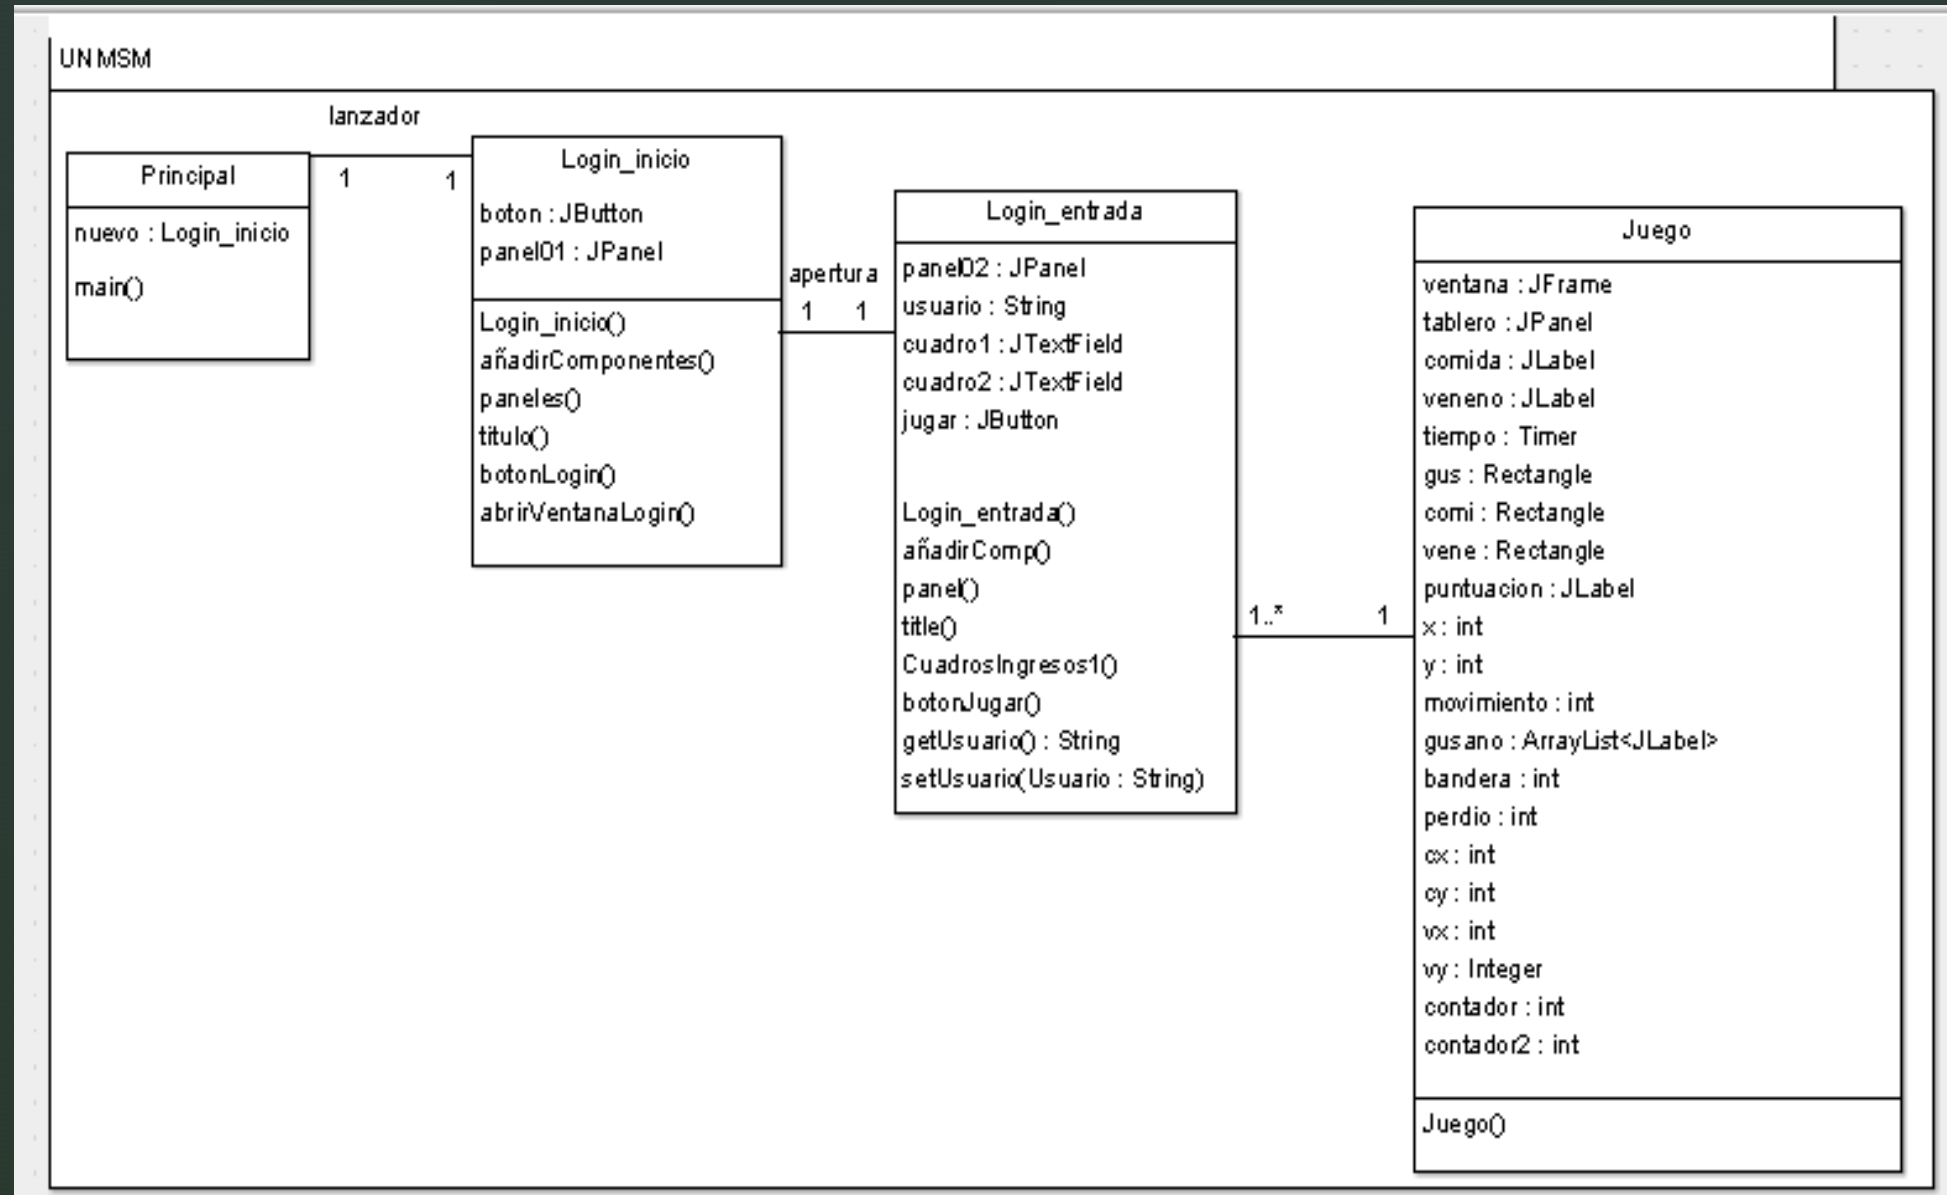 UNMSM
lanzador
Principal
1
1
nuevo : Login_inicio
main()
Login_inicio
boton : JButton
panel01 : JPanel
Login_inicio()
añadirComponentes()
paneles()
titulo()
botonLogin()
abrirVentanaLogin()
apertura
1
1
Login_entrada
panel02 : JPanel
usuario : String
cuadro1 : JTextField
cuadro2 : JTextField
jugar : JButton
Login_entrada()
añadirComp()
panel()
title()
CuadrosIngresos1()
botonJugar()
getUsuario() : String
setUsuario(Usuario : String)
1..*
1
Juego
ventana : JFrame
tablero : JPanel
comida : JLabel
veneno : JLabel
tiempo : Timer
gus : Rectangle
comi : Rectangle
vene : Rectangle
puntuacion : JLabel
x : int
y : int
movimiento : int
gusano : ArrayList<JLabel>
bandera : int
perdio : int
cx : int
cy : int
vx : int
vy : Integer
contador : int
contador2 : int
Juego()